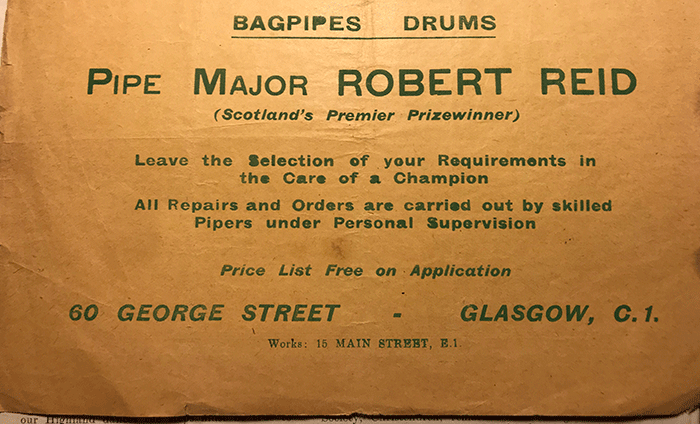 BAGPIPES DRUMS
PIPE MAJOR ROBERT REID
(Scotland's Premier Prizewinner)
Leave the Selection of your Requirements in
the Care of a Champion
All Repairs and Orders are carried out by skilled
Pipers under Personal Supervision
Price List Free on Application
60 GEORGE STREET - GLASGOW, C.1.
Works: 15 MAIN STREET, E.1.
our Highland